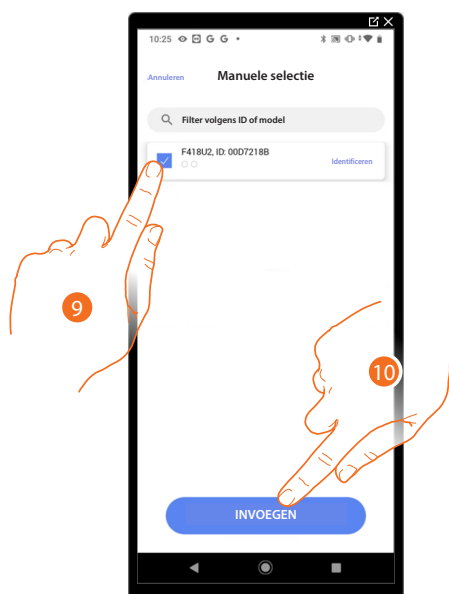 10:25 G G
Annuleren Manuele selectie
Filter volgens ID of model
F418U2, ID: 00D7218B
Identificeren
9
10
INVOEGEN